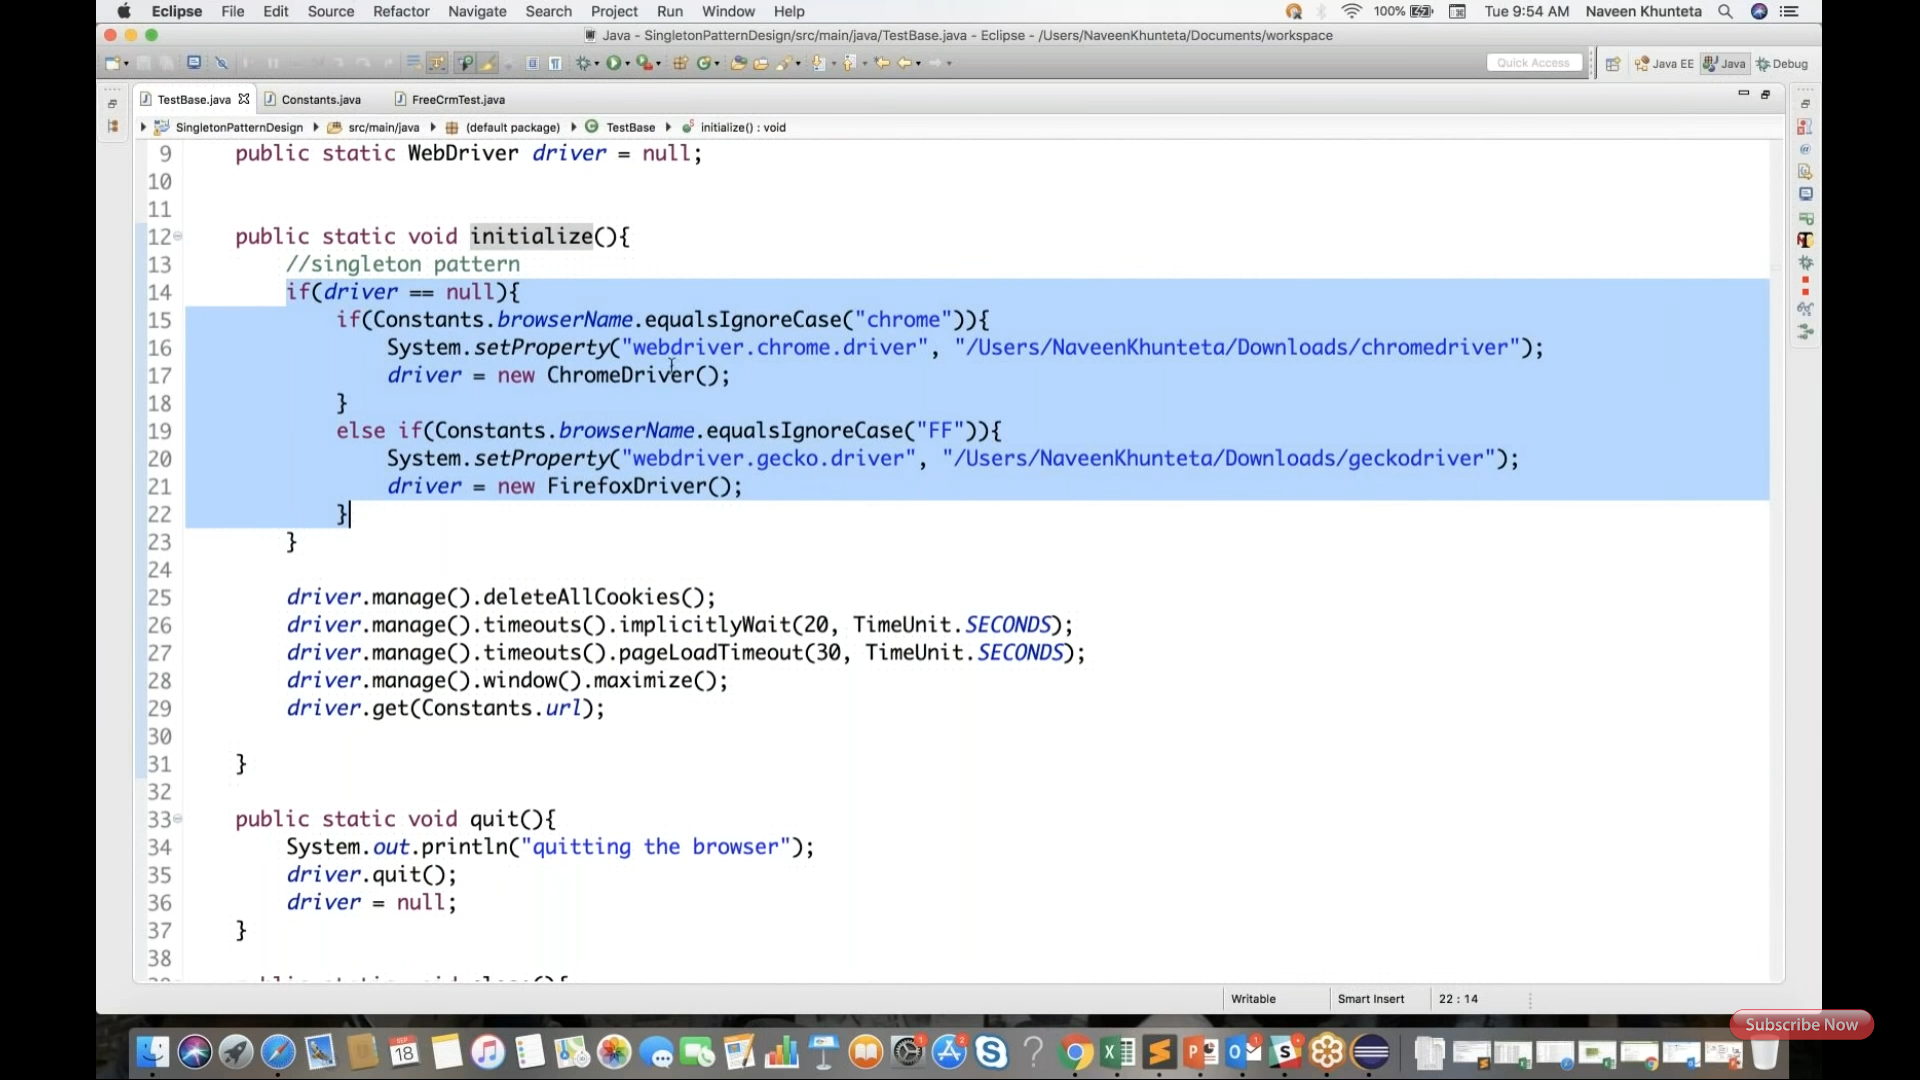 Eclipse File Edit Source Refactor Navigate Search Project Run Window Help 100% Tue 9:54 AM Naveen Khunteta
Java - SingletonPatternDesign/src/main/java/TestBase.java - Eclipse - /Users/NaveenKhunteta/Documents/workspace
Quick Access Java EE Java Debug
TestBase.java Constants.java FreeCrmTest.java
SingletonPatternDesign src/main/java (default package) TestBase initialize() : void
9 public static WebDriver driver = null;
10
11
12 public static void initialize(){
13 //singleton pattern
14 if(driver == null){
15 if(Constants.browserName.equalsIgnoreCase("chrome")){
16 System.setProperty("webdriver.chrome.driver", "/Users/NaveenKhunteta/Downloads/chromedriver");
17 driver = new ChromeDriver();
18 }
19 else if(Constants.browserName.equalsIgnoreCase("FF")){
20 System.setProperty("webdriver.gecko.driver", "/Users/NaveenKhunteta/Downloads/geckodriver");
21 driver = new FirefoxDriver();
22 }
23 }
24
25 driver.manage().deleteAllCookies();
26 driver.manage().timeouts().implicitlyWait(20, TimeUnit.SECONDS);
27 driver.manage().timeouts().pageLoadTimeout(30, TimeUnit.SECONDS);
28 driver.manage().window().maximize();
29 driver.get(Constants.url);
30
31 }
32
33 public static void quit(){
34 System.out.println("quitting the browser");
35 driver.quit();
36 driver = null;
37 }
38
Writable Smart Insert 22 : 14
Subscribe Now
SEP
18